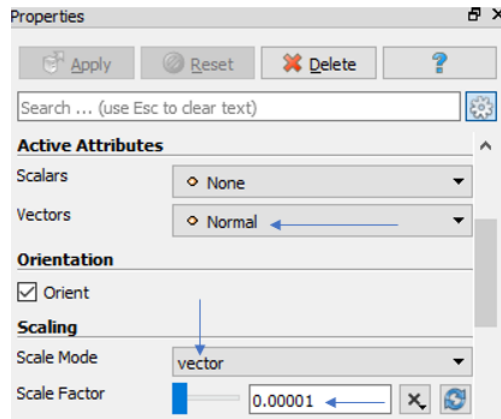 Properties
Apply Reset Delete ?
Search ... (use Esc to clear text)
Active Attributes
Scalars None
Vectors Normal
Orientation
Orient
Scaling
Scale Mode vector
Scale Factor 0.00001